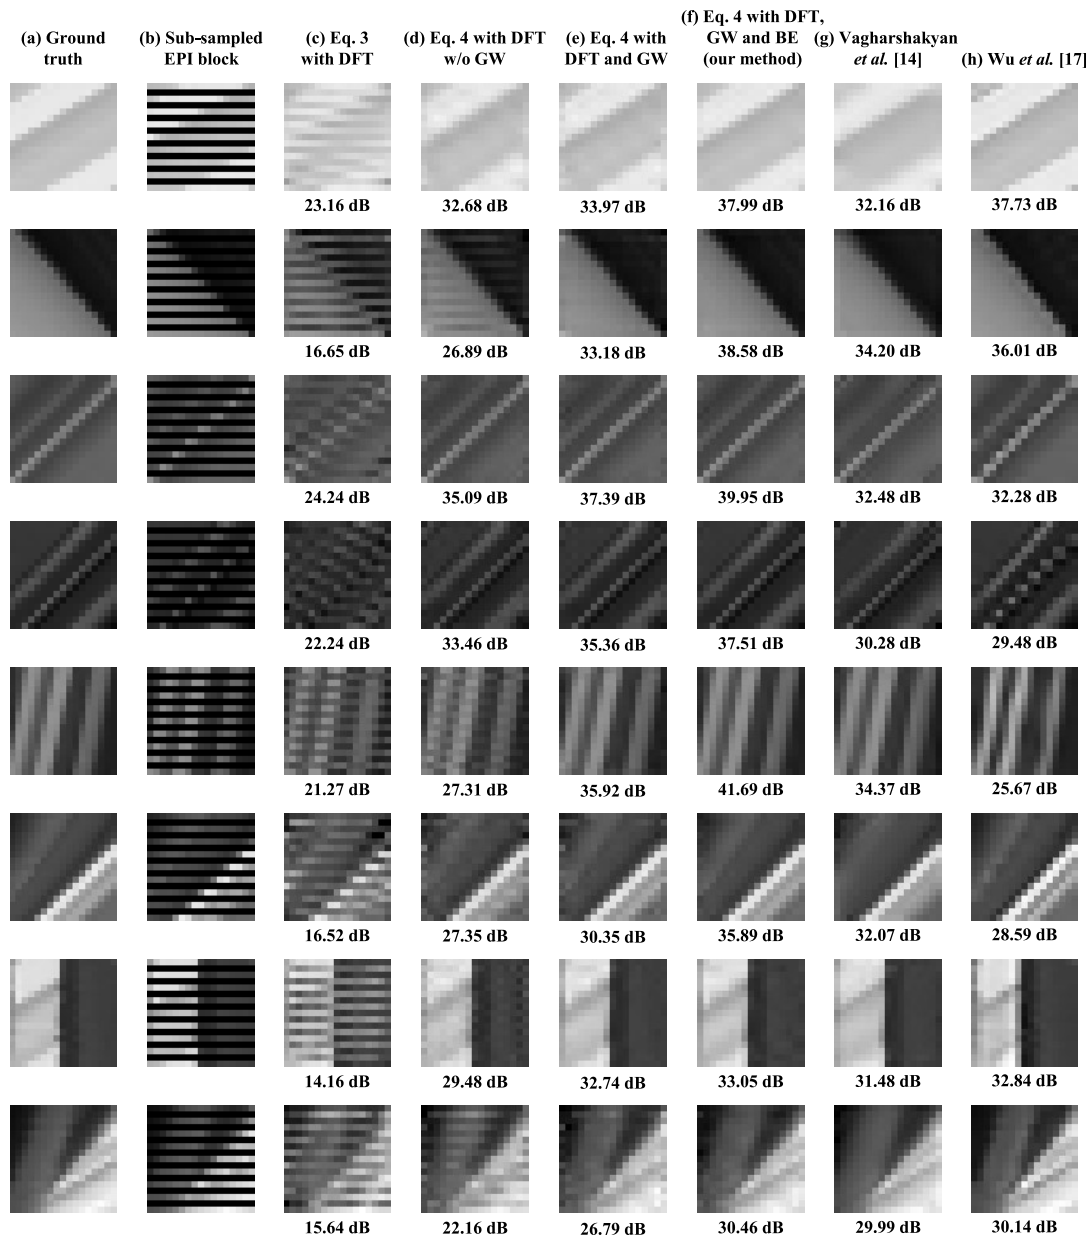 (a) Ground
truth
(b) Sub-sampled
EPI block
(c) Eq. 3
with DFT
(d) Eq. 4 with DFT
w/o GW
(e) Eq. 4 with
DFT and GW
(f) Eq. 4 with DFT,
GW and BE
(our method)
(g) Vagharshakyan
et al. [14]
(h) Wu et al. [17]
23.16 dB 32.68 dB 33.97 dB 37.99 dB 32.16 dB 37.73 dB
16.65 dB 26.89 dB 33.18 dB 38.58 dB 34.20 dB 36.01 dB
24.24 dB 35.09 dB 37.39 dB 39.95 dB 32.48 dB 32.28 dB
22.24 dB 33.46 dB 35.36 dB 37.51 dB 30.28 dB 29.48 dB
21.27 dB 27.31 dB 35.92 dB 41.69 dB 34.37 dB 25.67 dB
16.52 dB 27.35 dB 30.35 dB 35.89 dB 32.07 dB 28.59 dB
14.16 dB 29.48 dB 32.74 dB 33.05 dB 31.48 dB 32.84 dB
15.64 dB 22.16 dB 26.79 dB 30.46 dB 29.99 dB 30.14 dB